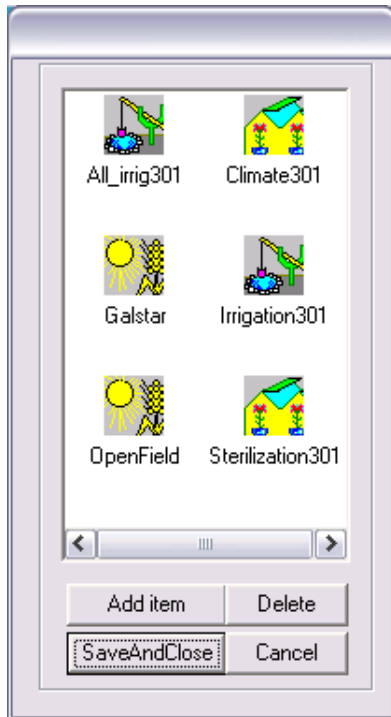 All_irrig301 Climate301
Galstar Irrigation301
OpenField Sterilization301
Add item Delete
SaveAndClose Cancel